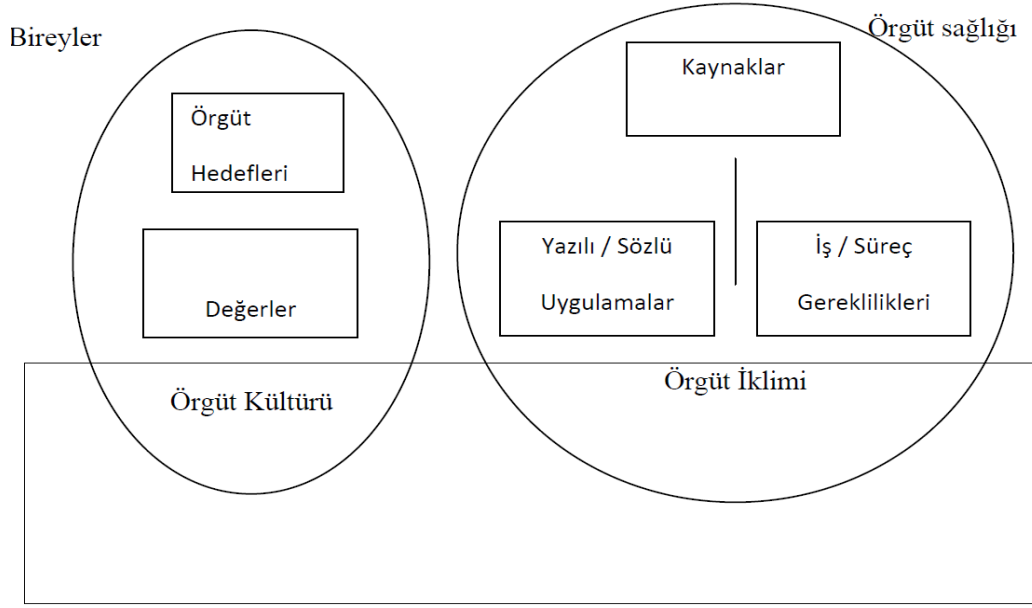 Bireyler
Örgüt sağlığı
Örgüt
Hedefleri
Değerler
Örgüt Kültürü
Kaynaklar
Yazılı / Sözlü
Uygulamalar
İş / Süreç
Gereklilikleri
Örgüt İklimi